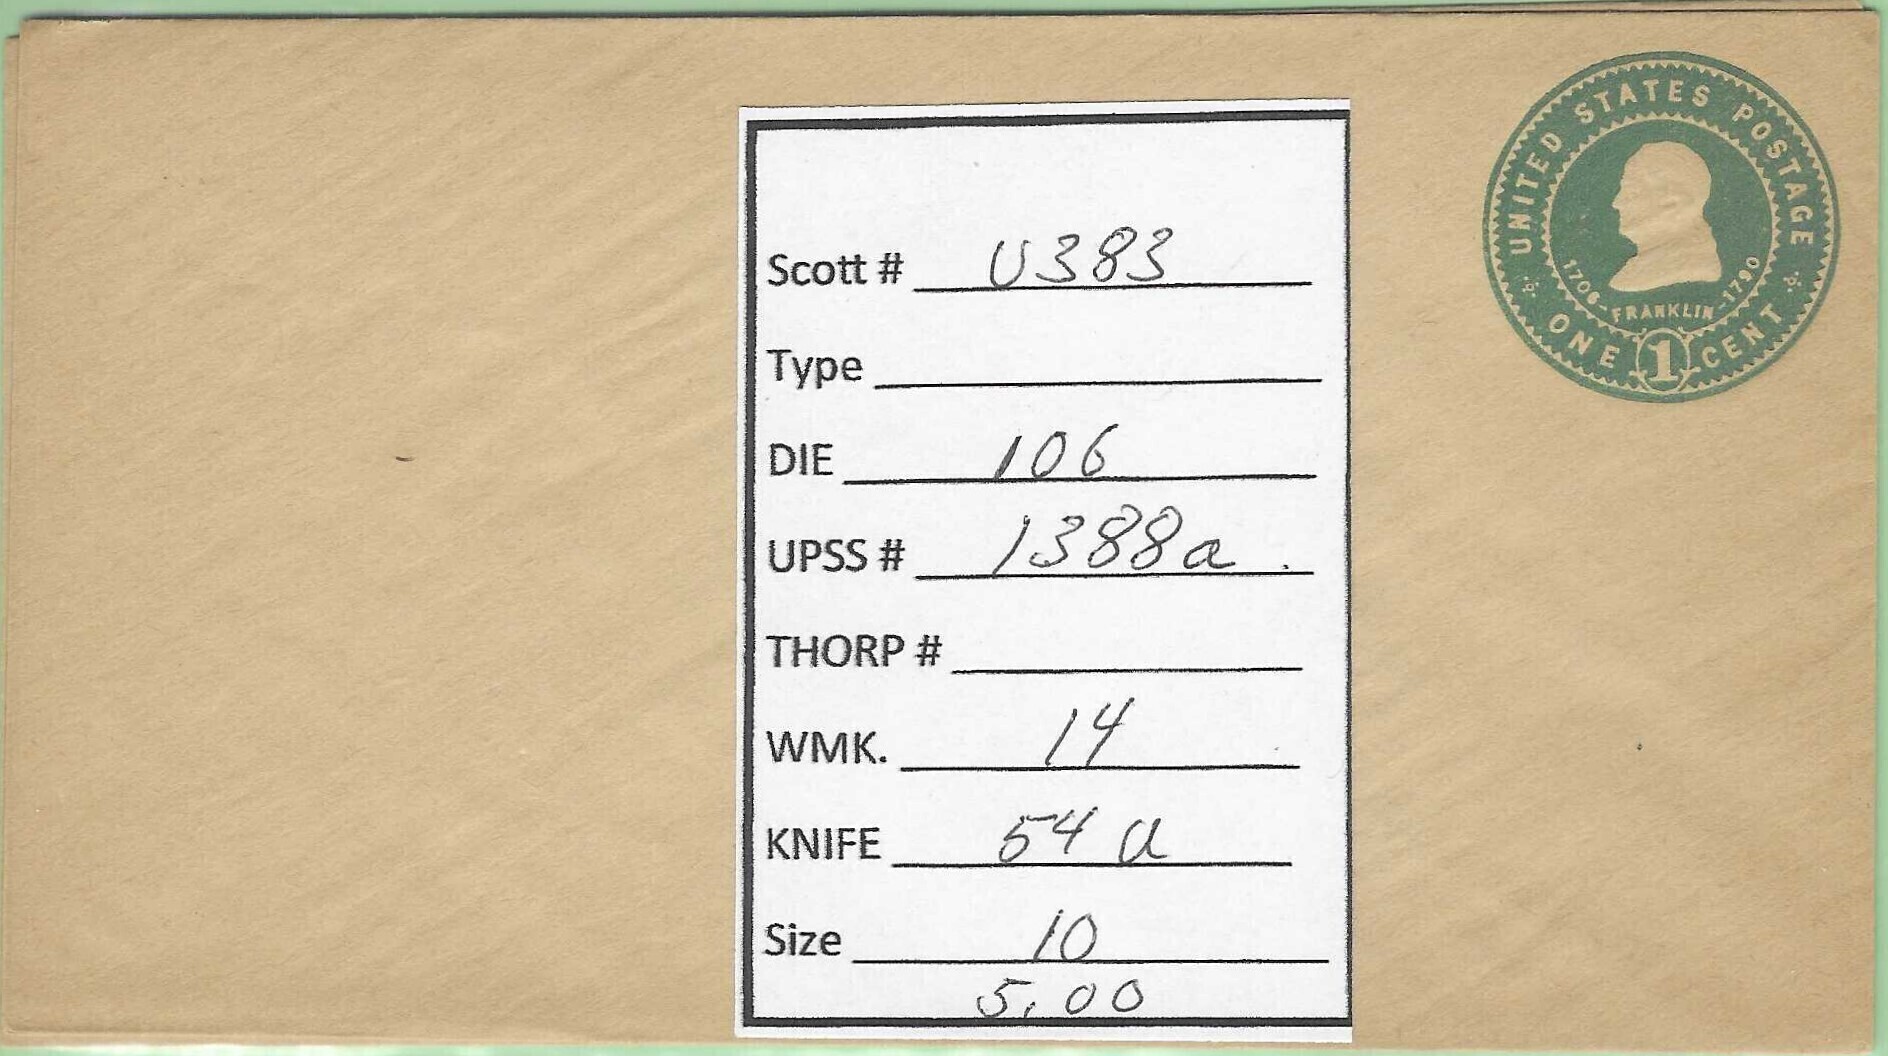 UNITED STATES POSTAGE
1706-FRANKLIN-1790
ONE 1 CENT
Scott # U383
Type
DIE 106
UPSS # 1388a .
THORP #
WMK. 14
KNIFE 54 a
Size 10
5.00